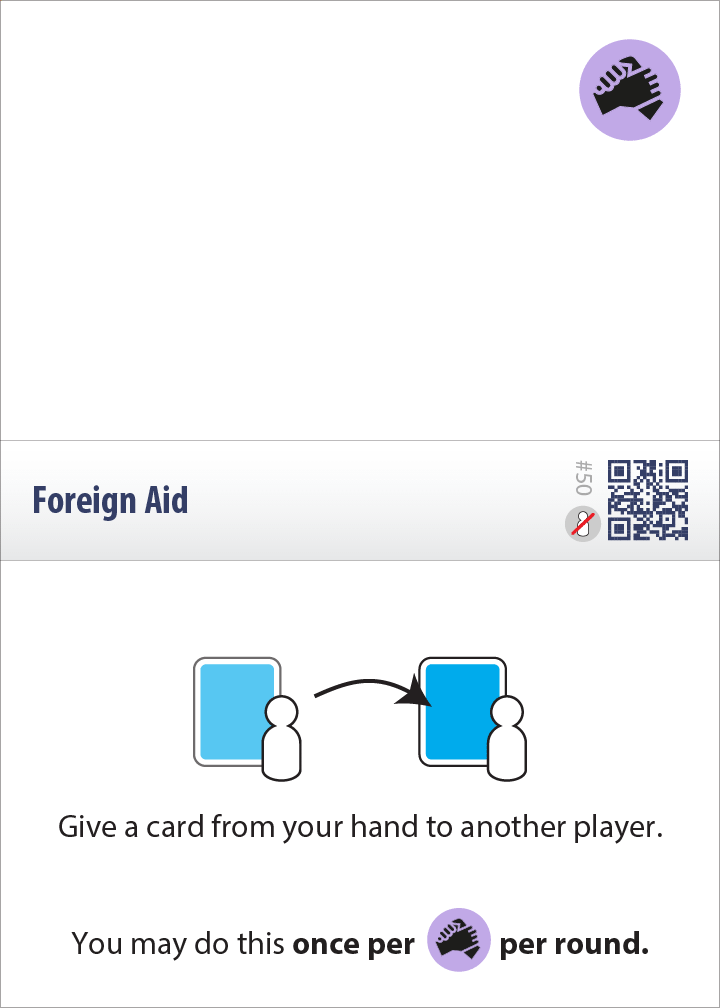 Foreign Aid
#50
Give a card from your hand to another player.
You may do this once per per round.